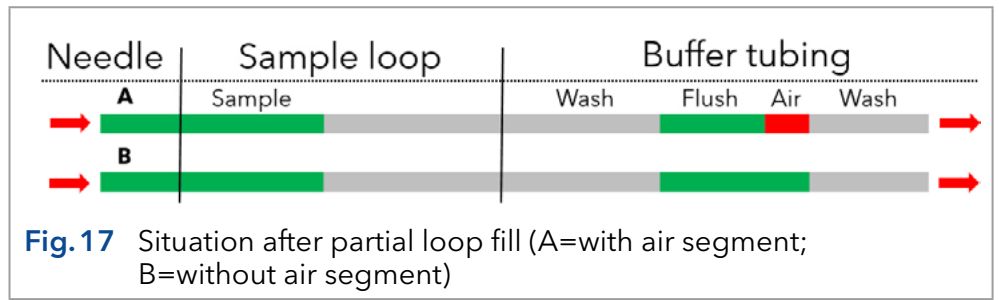 Needle Sample loop Buffer tubing
A Sample Wash Flush Air Wash
B
Fig. 17 Situation after partial loop fill (A=with air segment;
B=without air segment)